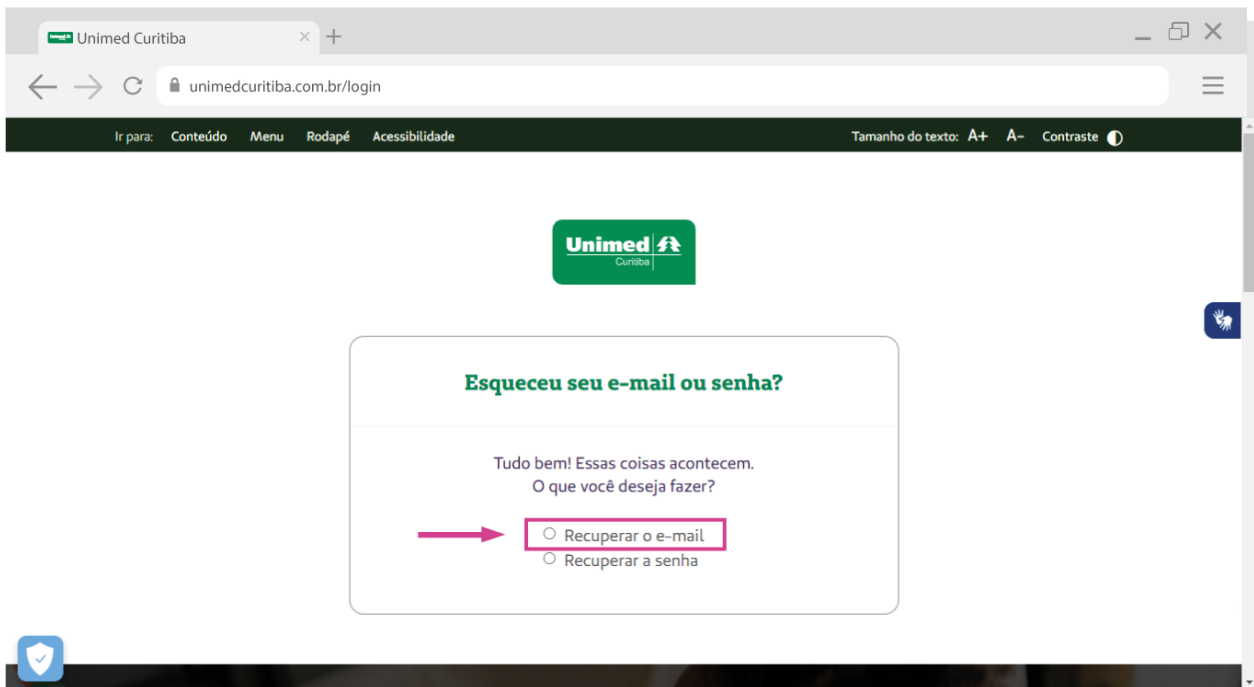 Unimed Curitiba
unimedcuritiba.com.br/login
Ir para: Conteúdo Menu Rodapé Acessibilidade Tamanho do texto: A+ A- Contraste
Unimed
Curitiba
Esqueceu seu e-mail ou senha?
Tudo bem! Essas coisas acontecem.
O que você deseja fazer?
Recuperar o e-mail
Recuperar a senha